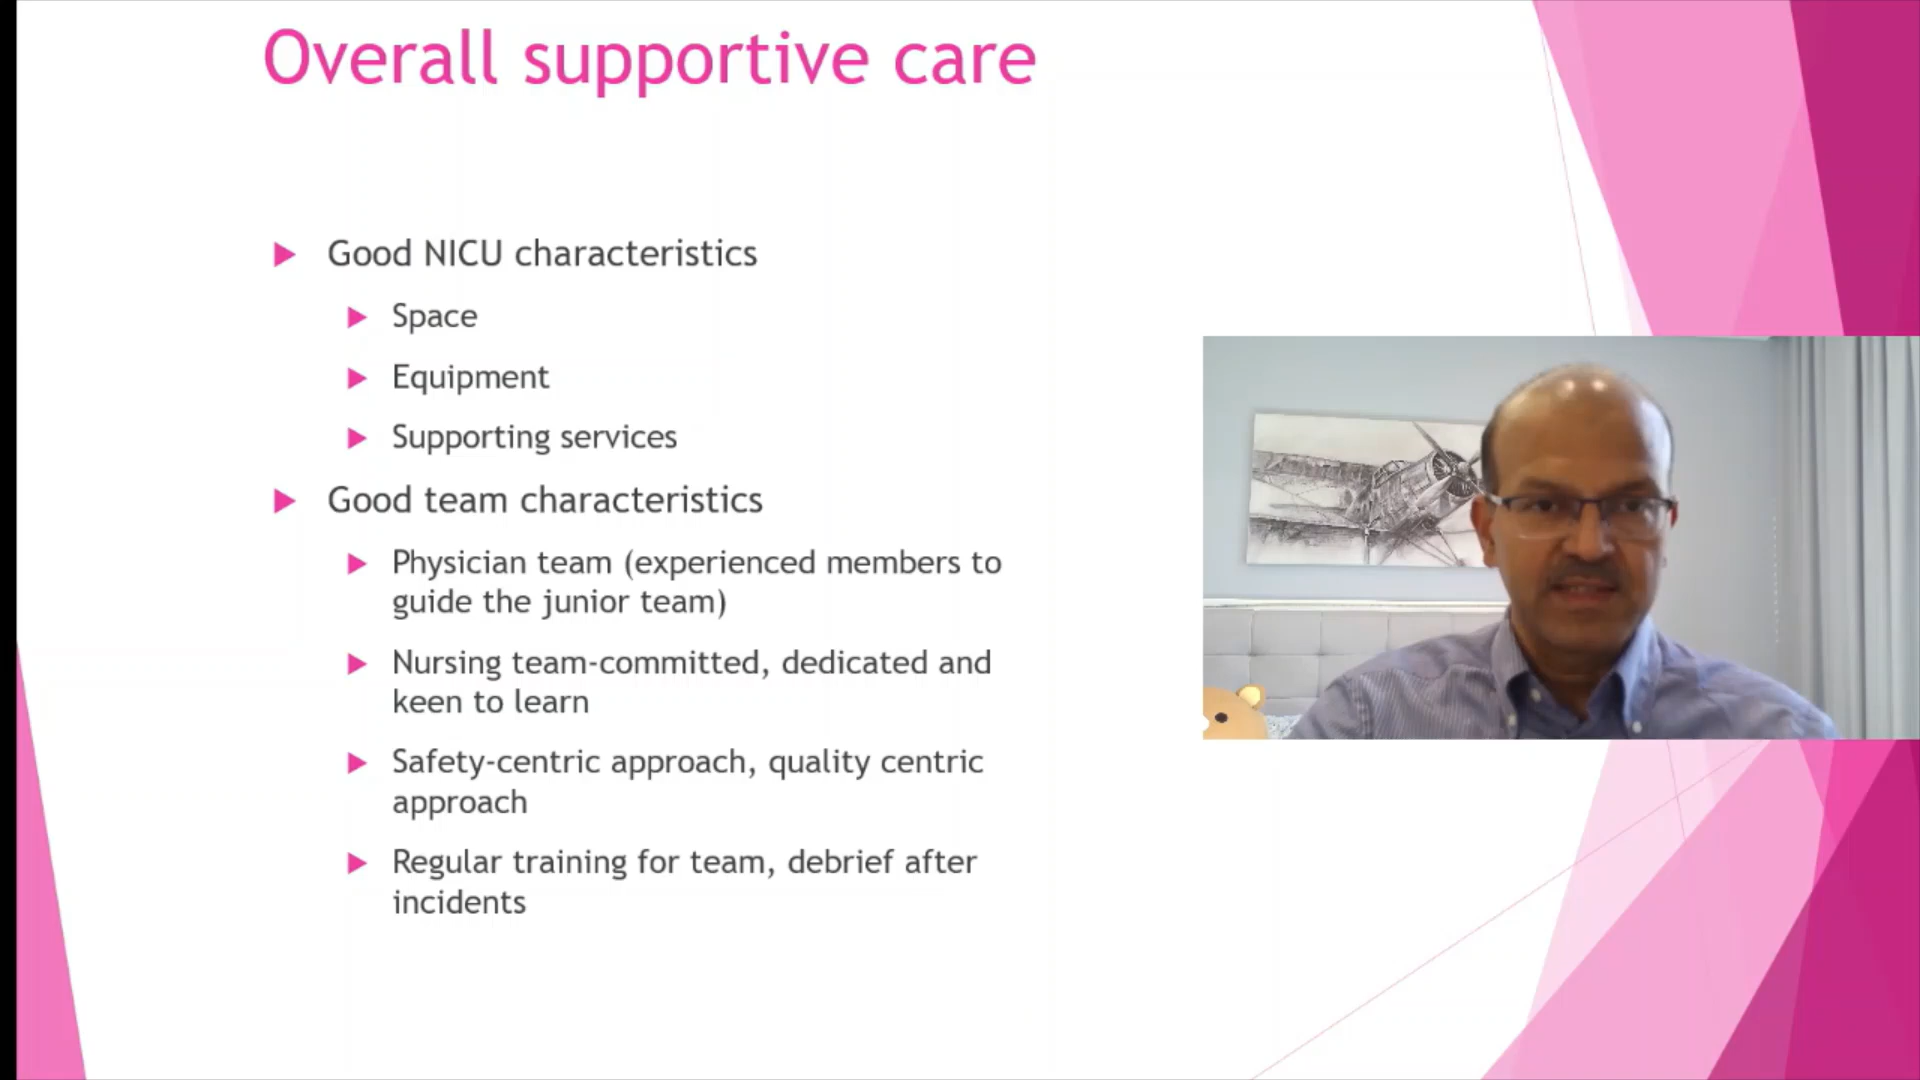 Overall supportive care
Good NICU characteristics
Space
Equipment
Supporting services
Good team characteristics
Physician team (experienced members to
guide the junior team)
Nursing team-committed, dedicated and
keen to learn
Safety-centric approach, quality centric
approach
Regular training for team, debrief after
incidents